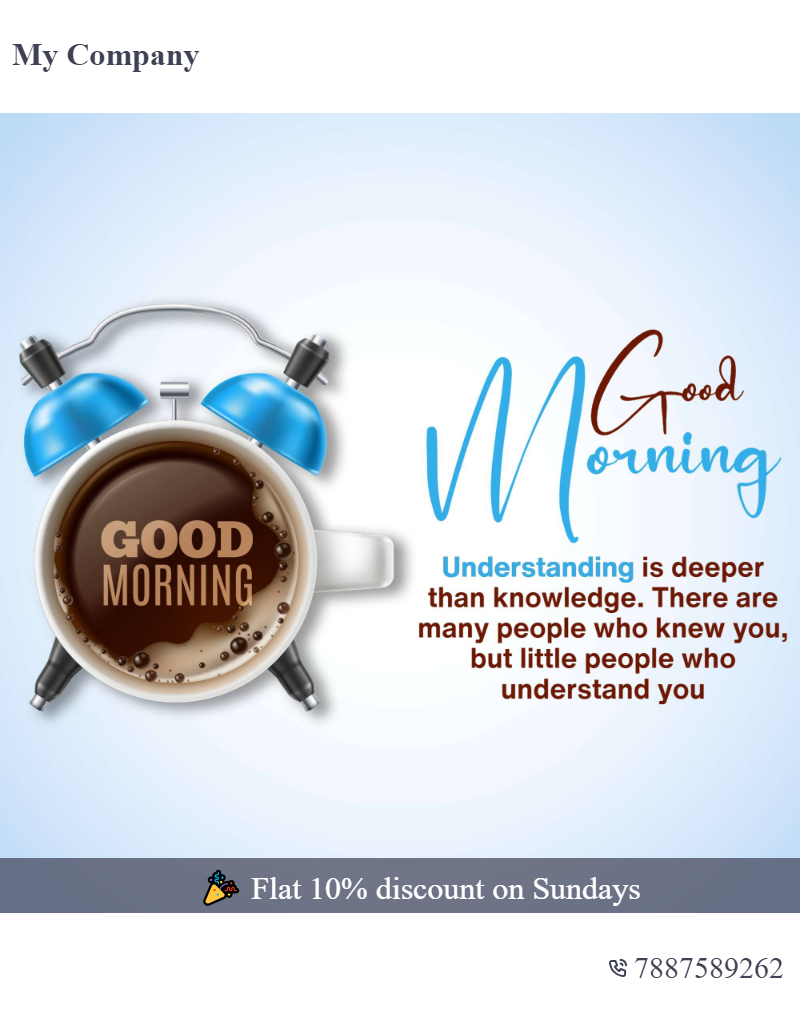 My Company
GOOD
MORNING
Good
Morning
Understanding is deeper
than knowledge. There are
many people who knew you,
but little people who
understand you
Flat 10% discount on Sundays
7887589262